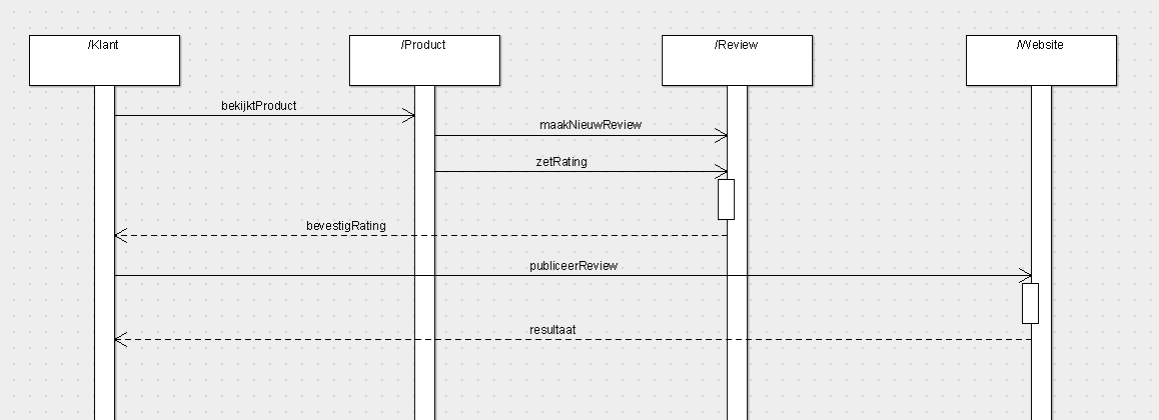 /Klant
/Product
/Review
/Website
bekijktProduct
maakNieuwReview
zetRating
bevestigRating
publiceerReview
resultaat